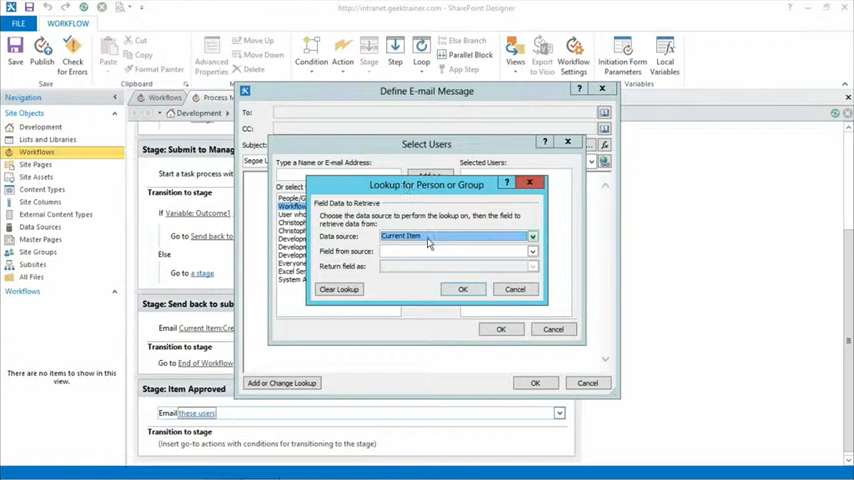 http://intranet.geektrainer.com/ - SharePoint Designer
FILE
WORKFLOW
Save
Publish
Check for Errors
Save
Paste
Cut
Copy
Format Painter
Advanced Properties
Move Up
Move Down
Delete
Condition
Action
Step
Loop
Else Branch
Parallel Block
App Step
Views
Export to Visio
Workflow Settings
Initiation Form Parameters
Local Variables
Variables
Navigation
Site Objects
Development
Lists and Libraries
Workflows
Site Pages
Site Assets
Content Types
Site Columns
External Content Types
Data Sources
Master Pages
Site Groups
Subsites
All Files
Workflows
There are no items to show in this view.
Workflows
Process M
Development
Stage: Submit to Manag
Start a task process with
Transition to stage
If Variable: Outcome1
Go to Send back to
Else
Go to a stage
Stage: Send back to sub
Email Current Item:Cre
Transition to stage
Go to End of Workflow
Stage: Item Approved
Email these users
Transition to stage
(Insert go-to actions with conditions for transitioning to the stage)
Define E-mail Message
To:
CC:
Subject:
Segoe U
Add or Change Lookup
OK
Cancel
Select Users
Type a Name or E-mail Address:
Selected Users:
Or select
People/G
Workflow
User who
Christoph
Christoph
Developm
Developm
Developm
Everyone
Excel Serv
System A
OK
Cancel
Lookup for Person or Group
Field Data to Retrieve
Choose the data source to perform the lookup on, then the field to
retrieve data from:
Data source: Current Item
Field from source:
Return field as:
Clear Lookup
OK
Cancel